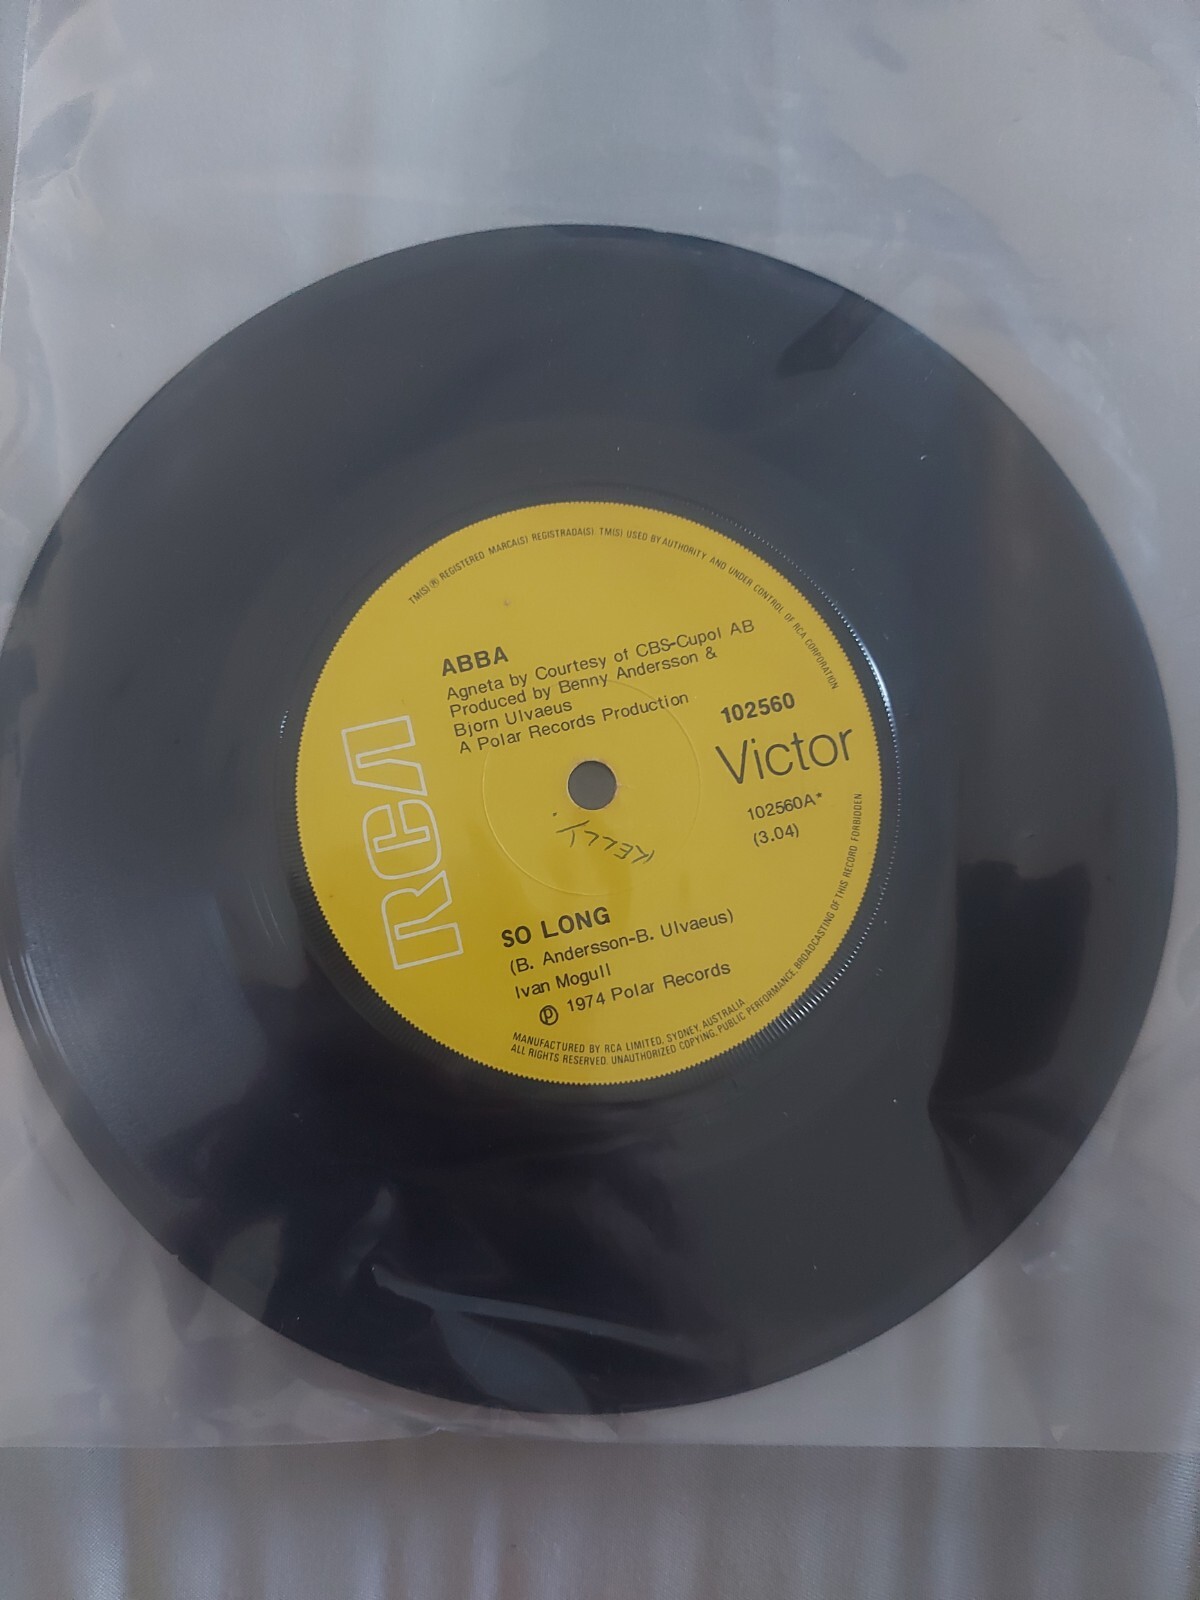 TM(S) ® REGISTERED MARCA(S) REGISTRADA(S) TM(S) USED BY AUTHORITY AND UNDER CONTROL OF RCA CORPORATION
ABBA
Agneta by Courtesy of CBS-Cupol AB
Produced by Benny Andersson &
Bjorn Ulvaeus
A Polar Records Production
RCA
102560
Victor
102560A*
(3.04)
KELLY.
SO LONG
(B. Andersson-B. Ulvaeus)
Ivan Mogull
℗ 1974 Polar Records
MANUFACTURED BY RCA LIMITED, SYDNEY, AUSTRALIA
ALL RIGHTS RESERVED. UNAUTHORIZED COPYING, PUBLIC PERFORMANCE, BROADCASTING OF THIS RECORD FORBIDDEN